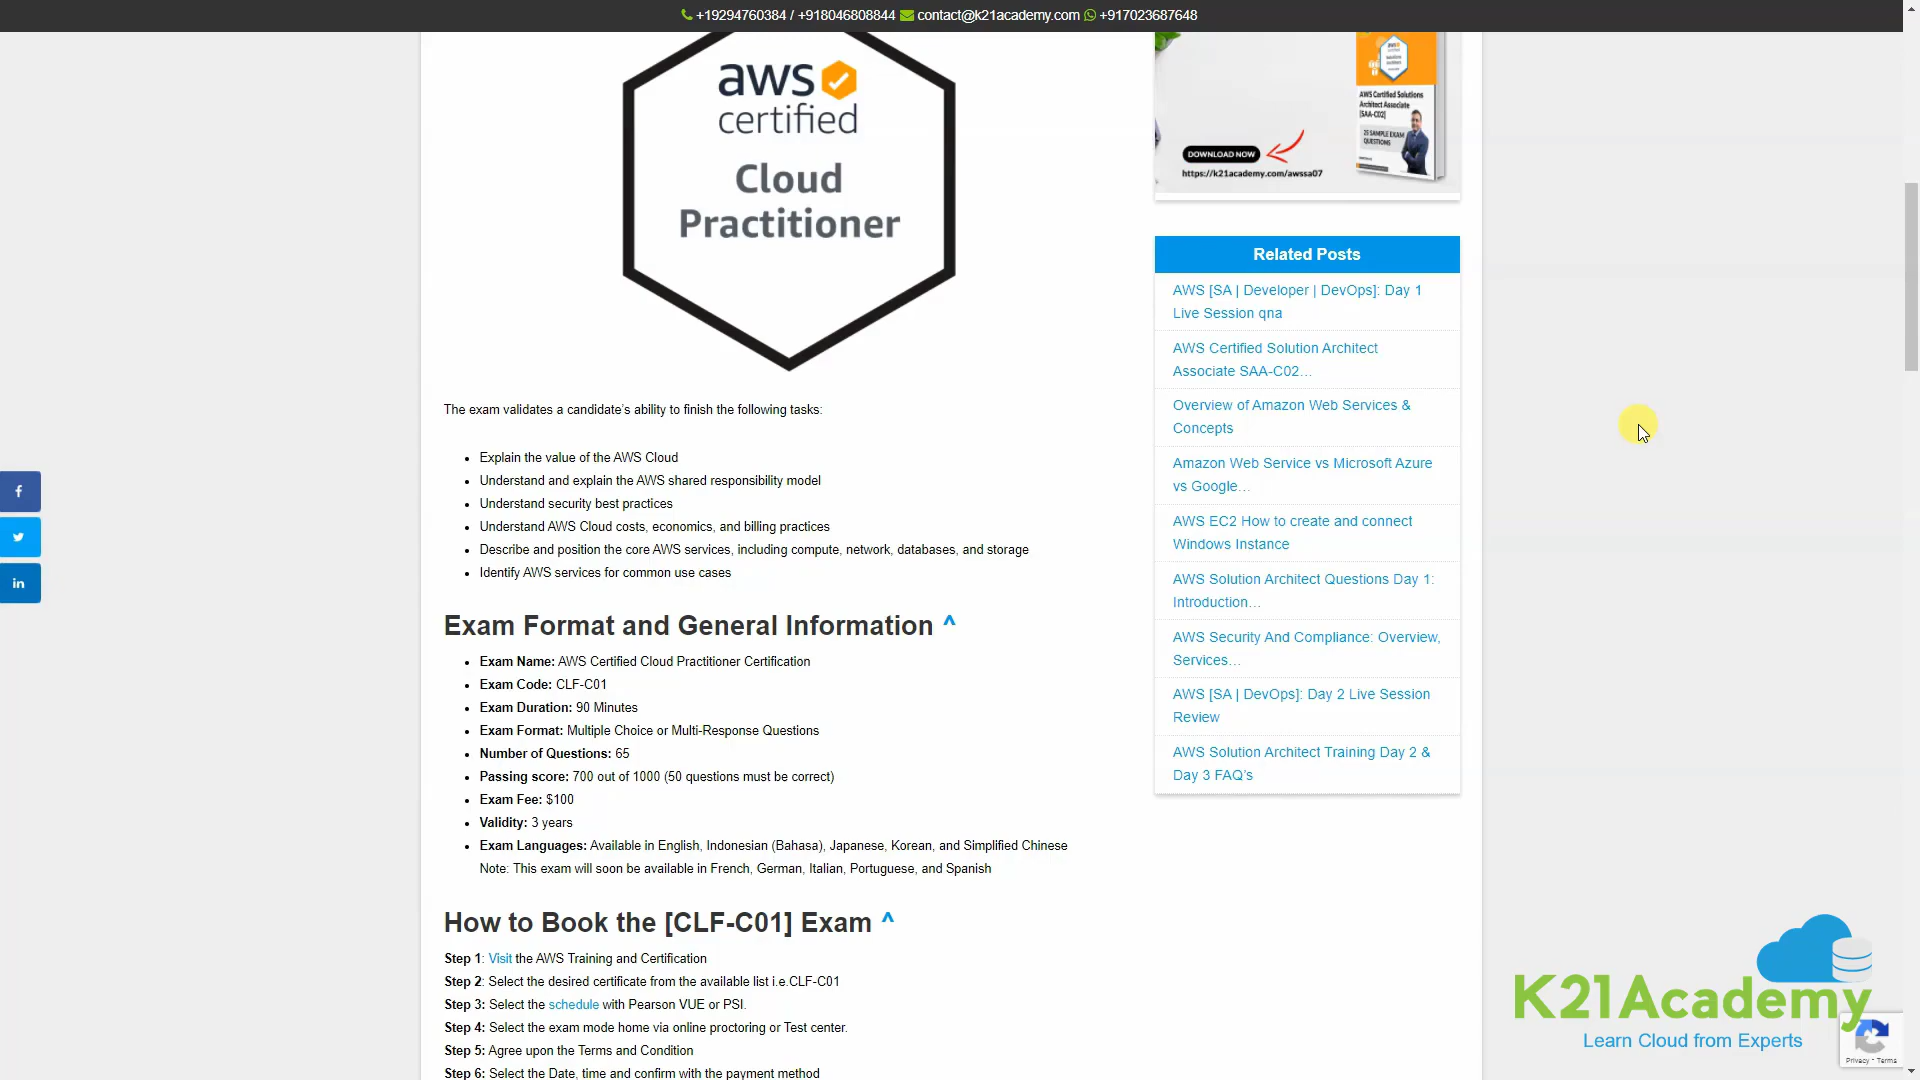 +19294760384 / +918046808844 contact@k21academy.com +917023687648
aws
certified
Cloud
Practitioner
The exam validates a candidate's ability to finish the following tasks:
Explain the value of the AWS Cloud
Understand and explain the AWS shared responsibility model
Understand security best practices
Understand AWS Cloud costs, economics, and billing practices
Describe and position the core AWS services, including compute, network, databases, and storage
Identify AWS services for common use cases
Exam Format and General Information ^
Exam Name: AWS Certified Cloud Practitioner Certification
Exam Code: CLF-C01
Exam Duration: 90 Minutes
Exam Format: Multiple Choice or Multi-Response Questions
Number of Questions: 65
Passing score: 700 out of 1000 (50 questions must be correct)
Exam Fee: $100
Validity: 3 years
Exam Languages: Available in English, Indonesian (Bahasa), Japanese, Korean, and Simplified Chinese
Note: This exam will soon be available in French, German, Italian, Portuguese, and Spanish
How to Book the [CLF-C01] Exam ^
Step 1: Visit the AWS Training and Certification
Step 2: Select the desired certificate from the available list i.e.CLF-C01
Step 3: Select the schedule with Pearson VUE or PSI.
Step 4: Select the exam mode home via online proctoring or Test center.
Step 5: Agree upon the Terms and Condition
Step 6: Select the Date, time and confirm with the payment method
aws
AWS Certified Solutions
Architect Associate
[SAA-C02]
25 SAMPLE EXAM
QUESTIONS
DOWNLOAD NOW
https://k21academy.com/awssa07
Related Posts
AWS [SA | Developer | DevOps]: Day 1
Live Session qna
AWS Certified Solution Architect
Associate SAA-C02…
Overview of Amazon Web Services &
Concepts
Amazon Web Service vs Microsoft Azure
vs Google…
AWS EC2 How to create and connect
Windows Instance
AWS Solution Architect Questions Day 1:
Introduction…
AWS Security And Compliance: Overview,
Services…
AWS [SA | DevOps]: Day 2 Live Session
Review
AWS Solution Architect Training Day 2 &
Day 3 FAQ's
f
in
K21Academy
Learn Cloud from Experts
Privacy - Terms